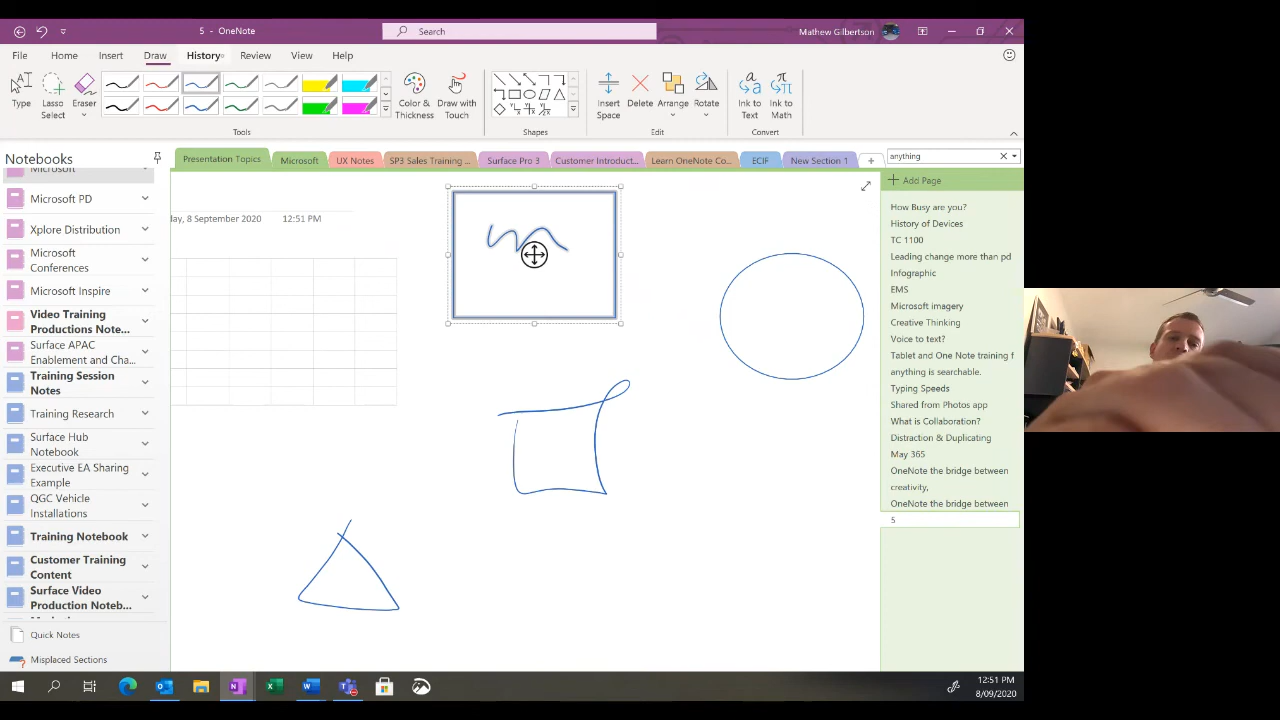 5 - OneNote
Search
Mathew Gilbertson
File Home Insert Draw History Review View Help
Type
Lasso Select
Eraser
Color & Thickness
Draw with Touch
Insert Space
Delete
Arrange
Rotate
Ink to Text
Ink to Math
Tools
Shapes
Edit
Convert
Notebooks
Presentation Topics
Microsoft
UX Notes
SP3 Sales Training ...
Surface Pro 3
Customer Introduct...
Learn OneNote Co...
ECIF
New Section 1
anything
Microsoft
Microsoft PD
Xplore Distribution
Microsoft
Conferences
Microsoft Inspire
Video Training
Productions Note...
Surface APAC
Enablement and Cha...
Training Session
Notes
Training Research
Surface Hub
Notebook
Executive EA Sharing
Example
QGC Vehicle
Installations
Training Notebook
Customer Training
Content
Surface Video
Production Noteb...
Quick Notes
Misplaced Sections
day, 8 September 2020 12:51 PM
Add Page
How Busy are you?
History of Devices
TC 1100
Leading change more than pd
Infographic
EMS
Microsoft imagery
Creative Thinking
Voice to text?
Tablet and One Note training f
anything is searchable.
Typing Speeds
Shared from Photos app
What is Collaboration?
Distraction & Duplicating
May 365
OneNote the bridge between
creativity,
OneNote the bridge between
5
12:51 PM
8/09/2020